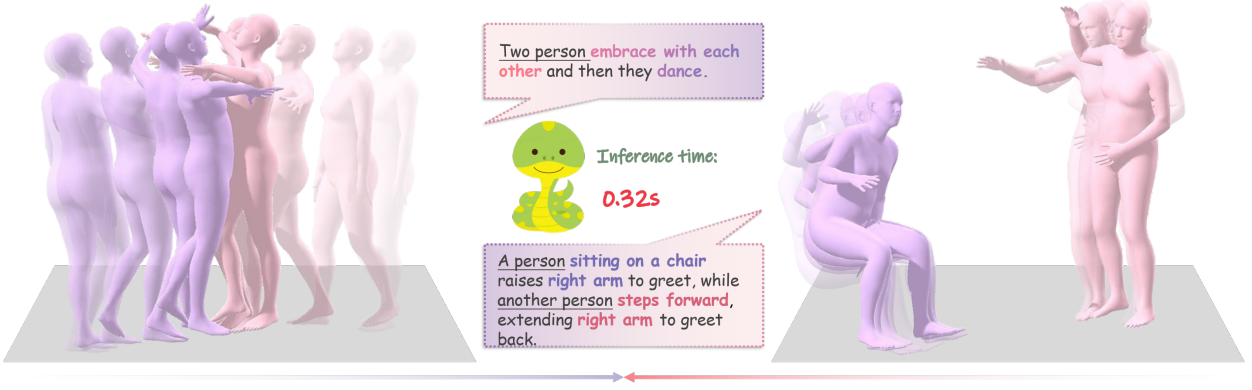 Two person embrace with each
other and then they dance.
Inference time:
0.32s
A person sitting on a chair
raises right arm to greet, while
another person steps forward,
extending right arm to greet
back.